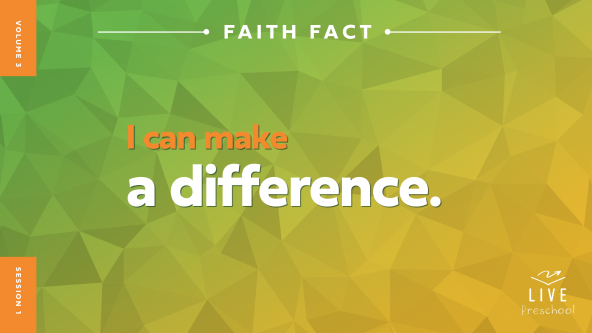 VOLUME 3
FAITH FACT
I can make
a difference.
SESSION 1
LIVE
Preschool